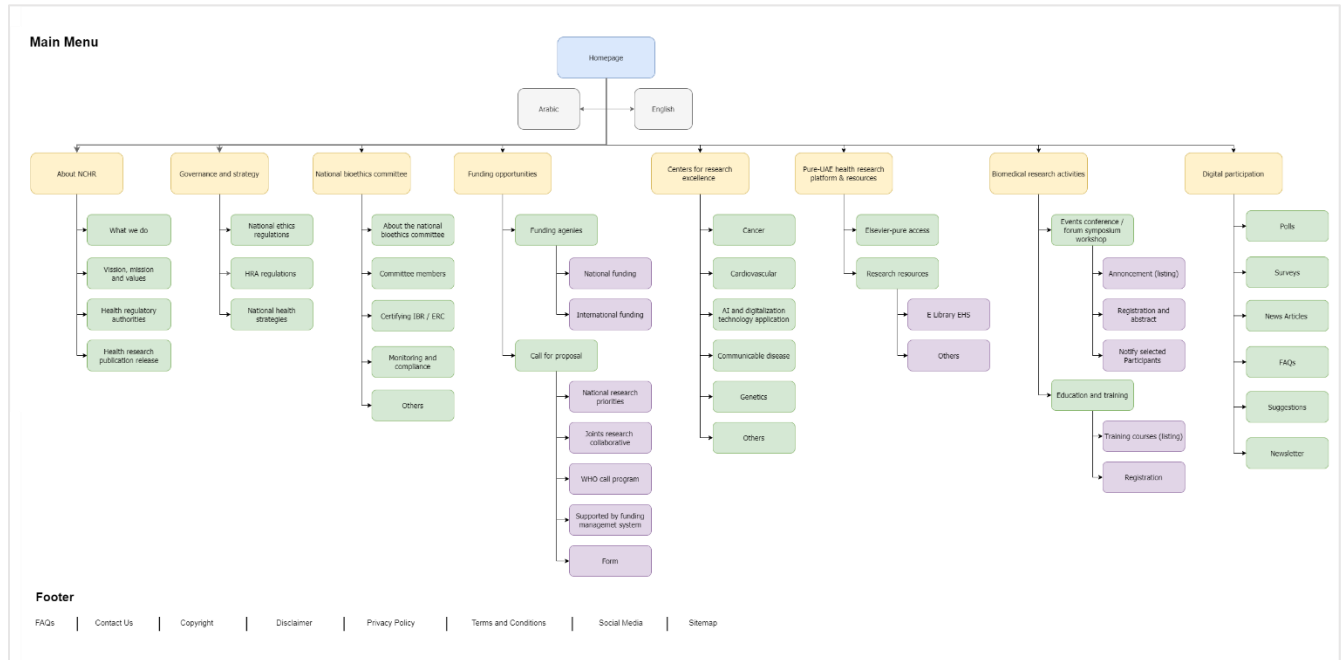 Main Menu
Homepage
Arabic
English
About NCHR
Governance and strategy
National bioethics committee
Funding opportunities
Centers for research
excellence
Pure-UAE health research
platform & resources
Biomedical research activities
Digital participation
What we do
Vission, mission
and values
Health regulatory
authorities
Health research
publication release
National ethics
regulations
HRA regulations
National health
strategies
About the national
bioethics committee
Committee members
Certifying IBR / ERC
Monitoring and
compliance
Others
Funding agenies
National funding
International funding
Call for proposal
National research
priorities
Joints research
collaborative
WHO call program
Supported by funding
managemet system
Form
Cancer
Cardiovascular
AI and digitalization
technology application
Communicable disease
Genetics
Others
Elsevier-pure access
Research resources
E Library EHS
Others
Events conference /
forum symposium
workshop
Annoncement (listing)
Registration and
abstract
Notify selected
Participants
Education and training
Training courses (listing)
Registration
Polls
Surveys
News Articles
FAQs
Suggestions
Newsletter
Footer
FAQs | Contact Us | Copyright | Disclaimer | Privacy Policy | Terms and Conditions | Social Media | Sitemap